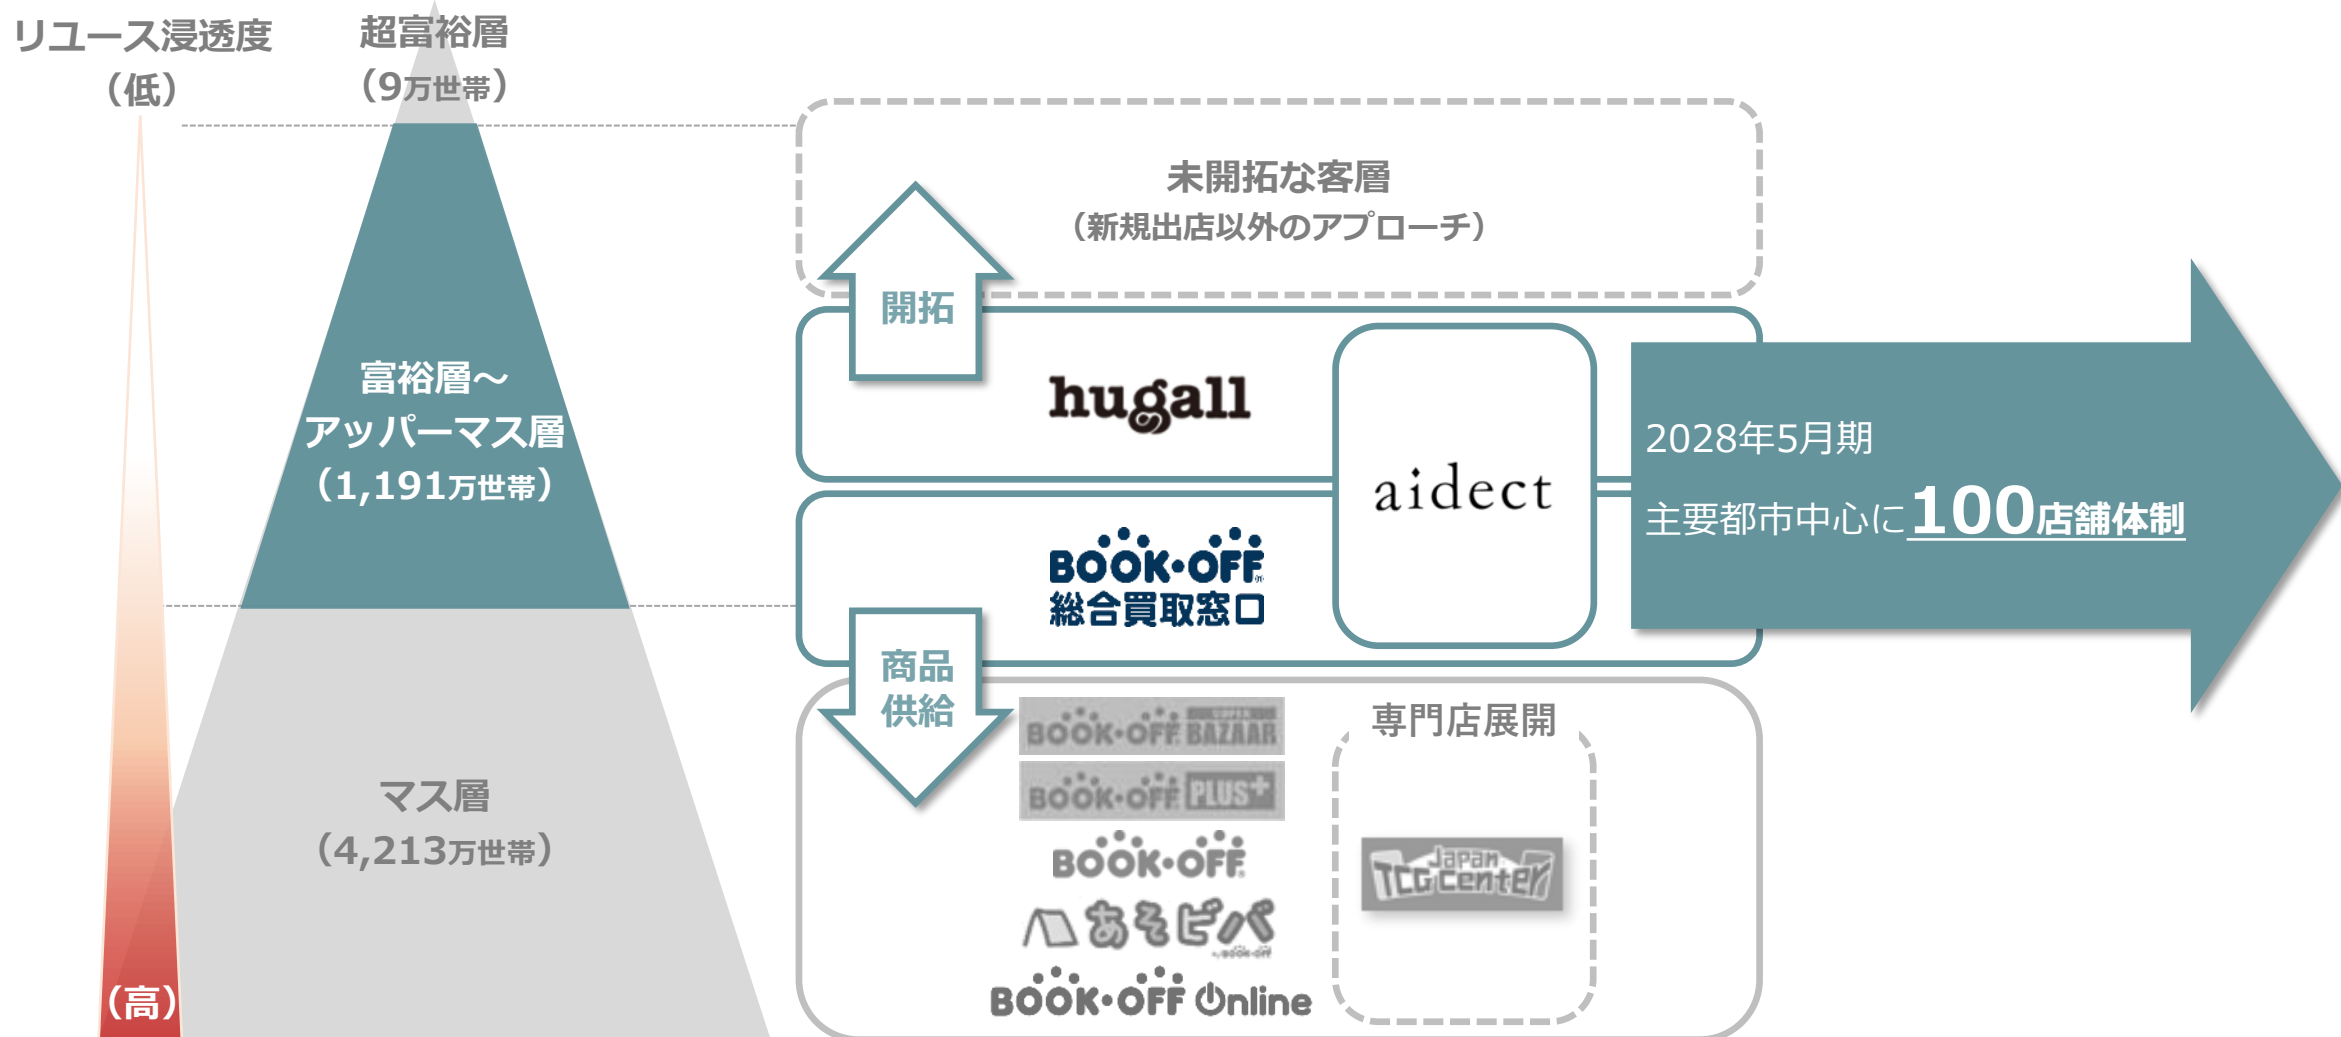 リユース浸透度
（低）
（高）
超富裕層
（9万世帯）
富裕層～
アッパーマス層
（1,191万世帯）
マス層
（4,213万世帯）
未開拓な客層
（新規出店以外のアプローチ）
開拓
hugall
aidect
BOOK・OFF
総合買取窓口
商品
供給
BOOK・OFF BAZAAR
BOOK・OFF PLUS+
BOOK・OFF
あそビバ
by BOOK・OFF
BOOK・OFF Online
専門店展開
Japan
TCG Center
2028年5月期
主要都市中心に100店舗体制